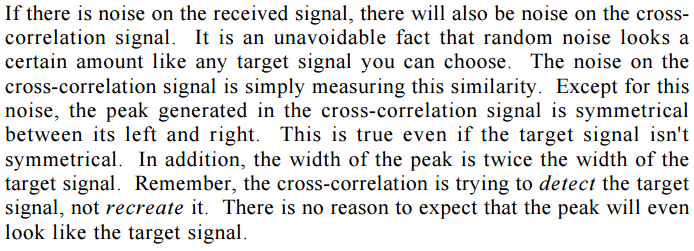 If there is noise on the received signal, there will also be noise on the cross-
correlation signal. It is an unavoidable fact that random noise looks a
certain amount like any target signal you can choose. The noise on the
cross-correlation signal is simply measuring this similarity. Except for this
noise, the peak generated in the cross-correlation signal is symmetrical
between its left and right. This is true even if the target signal isn't
symmetrical. In addition, the width of the peak is twice the width of the
target signal. Remember, the cross-correlation is trying to detect the target
signal, not recreate it. There is no reason to expect that the peak will even
look like the target signal.